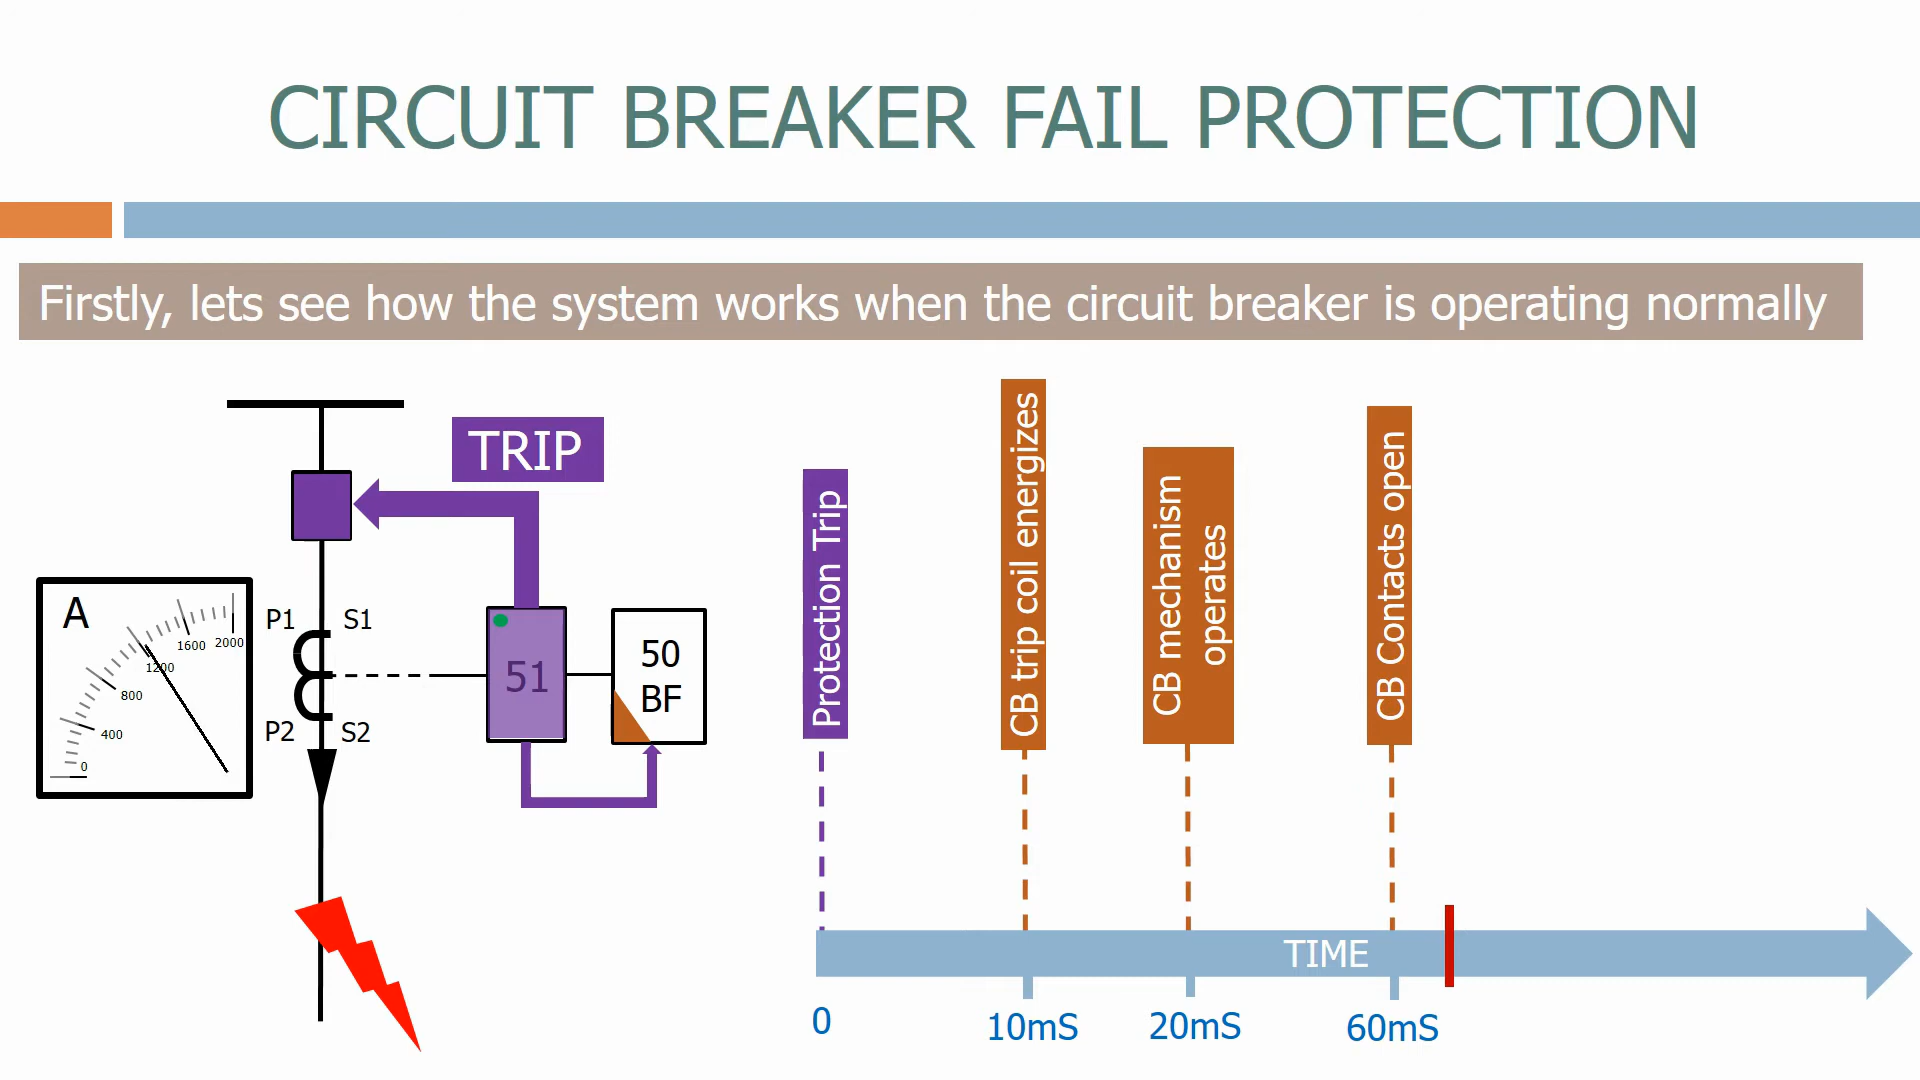 CIRCUIT BREAKER FAIL PROTECTION
Firstly, lets see how the system works when the circuit breaker is operating normally
TRIP
A
0
400
800
1200
1600
2000
P1
S1
P2
S2
51
50
BF
Protection Trip
CB trip coil energizes
CB mechanism
operates
CB Contacts open
TIME
0
10mS
20mS
60mS